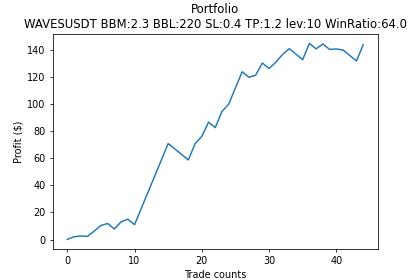 Portfolio
WAVESUSDT BBM:2.3 BBL:220 SL:0.4 TP:1.2 lev:10 WinRatio:64.0
140
120
100
80
60
40
20
0
Profit ($)
0 10 20 30 40
Trade counts